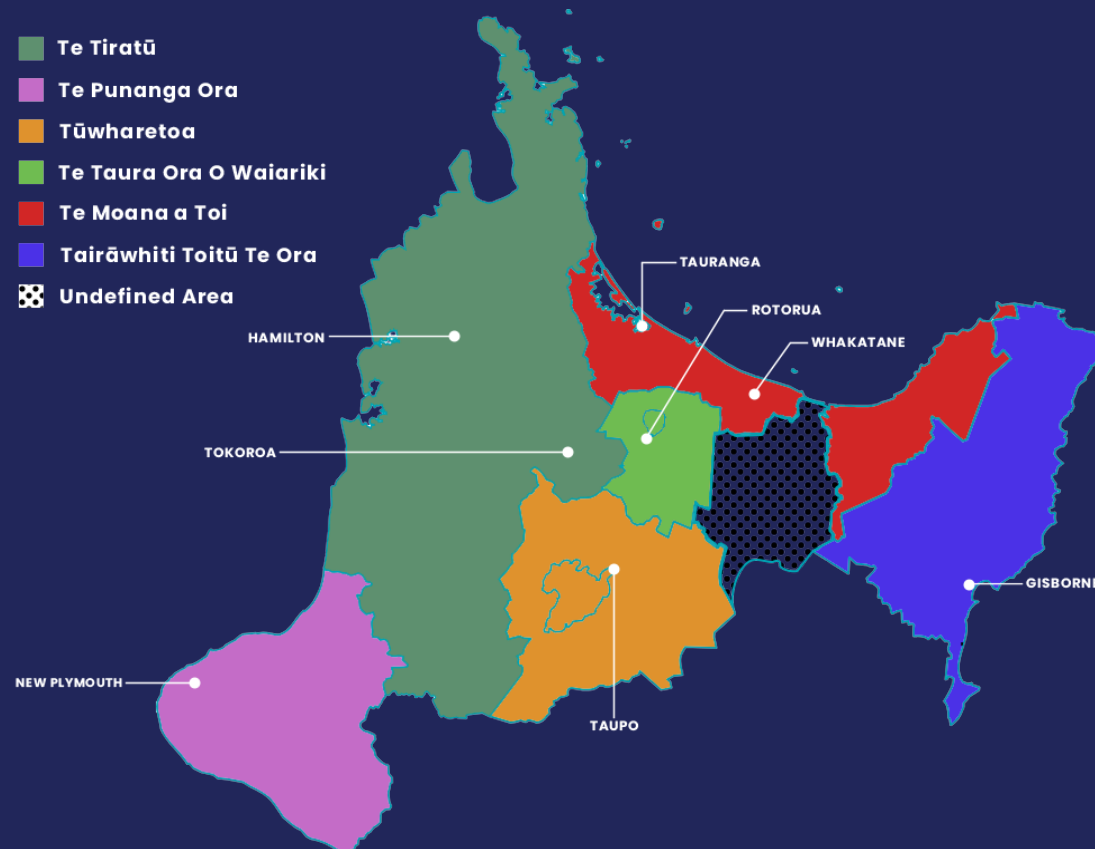 Te Tiratū
Te Punanga Ora
Tūwharetoa
Te Taura Ora O Waiariki
Te Moana a Toi
Tairāwhiti Toitū Te Ora
Undefined Area
TAURANGA
ROTORUA
HAMILTON
WHAKATANE
TOKOROA
GISBORN
NEW PLYMOUTH
TAUPO